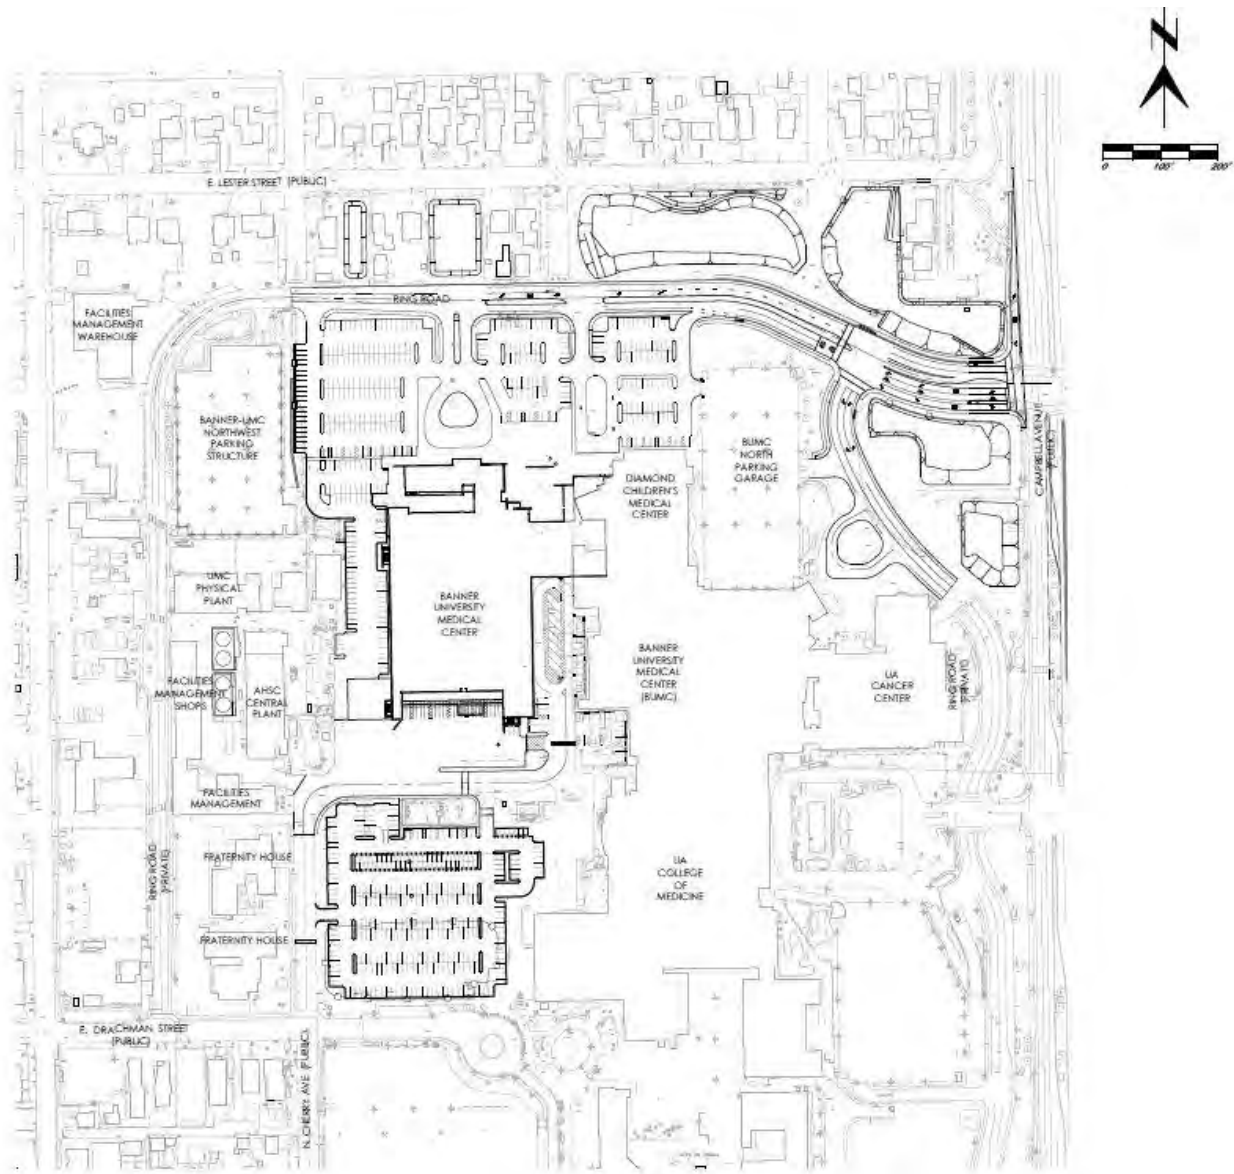 N
0 100' 200'
E. LESTER STREET (PUBLIC)
RING ROAD
FACILITIES
MANAGEMENT
WAREHOUSE
BANNER-UMC
NORTHWEST
PARKING
STRUCTURE
BUMC
NORTH
PARKING
GARAGE
CAMPBELL AVENUE
(PUBLIC)
DIAMOND
CHILDREN'S
MEDICAL
CENTER
UMC
PHYSICAL
PLANT
BANNER
UNIVERSITY
MEDICAL
CENTER
BANNER
UNIVERSITY
MEDICAL
CENTER
(BUMC)
FACILITIES
MANAGEMENT
SHOPS
AHSC
CENTRAL
PLANT
UA
CANCER
CENTER
RING ROAD
(PRIVATE)
FACILITIES
MANAGEMENT
FRATERNITY HOUSE
RING ROAD
(PRIVATE)
UA
COLLEGE
OF
MEDICINE
FRATERNITY HOUSE
E. DRACHMAN STREET
(PUBLIC)
N. CHERRY AVE (PUBLIC)